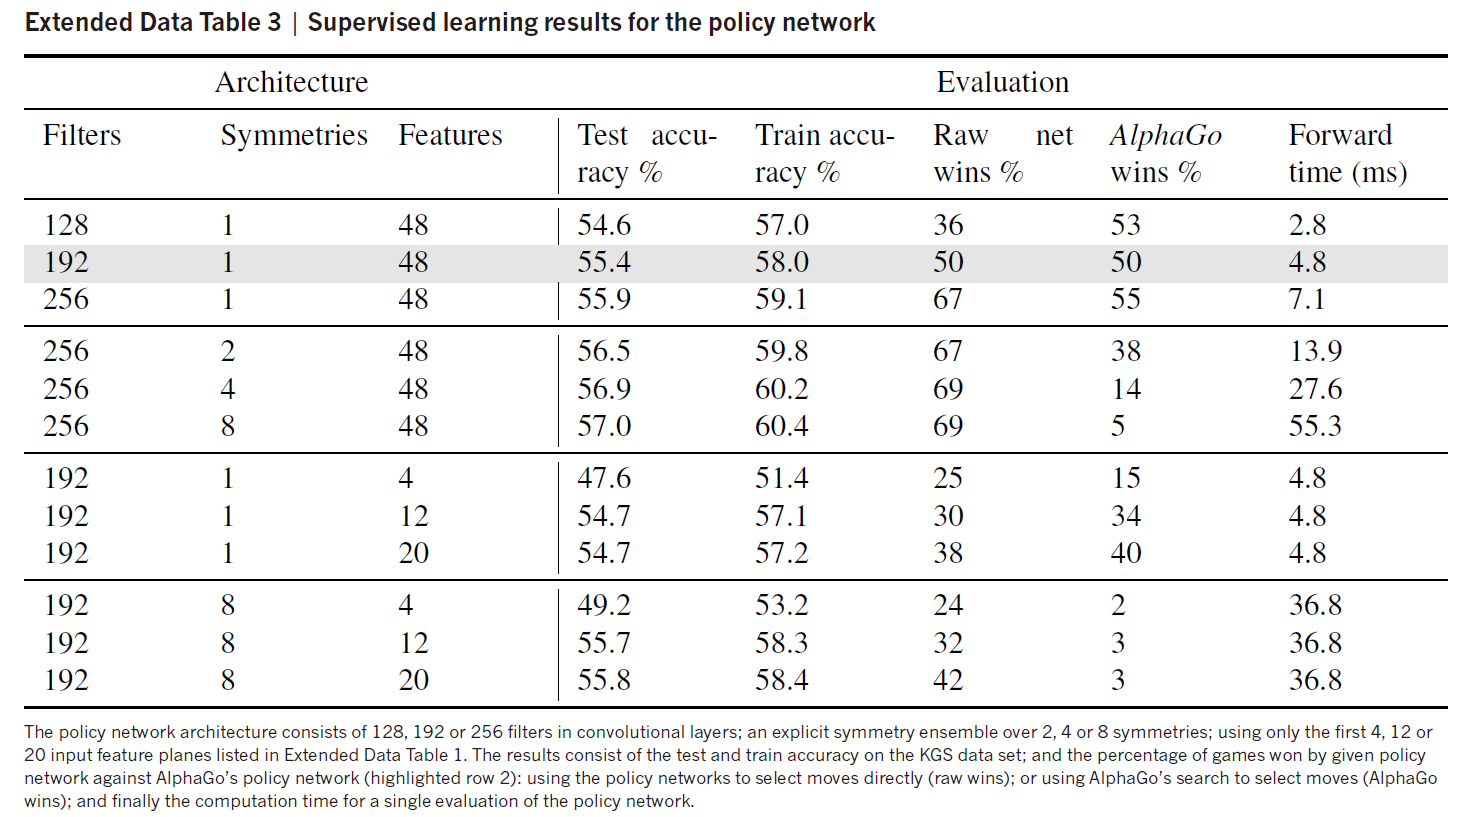 Extended Data Table 3 | Supervised learning results for the policy network
Architecture Evaluation
Filters Symmetries Features Test accu- Train accu- Raw net AlphaGo Forward
racy % racy % wins % wins % time (ms)
128 1 48 54.6 57.0 36 53 2.8
192 1 48 55.4 58.0 50 50 4.8
256 1 48 55.9 59.1 67 55 7.1
256 2 48 56.5 59.8 67 38 13.9
256 4 48 56.9 60.2 69 14 27.6
256 8 48 57.0 60.4 69 5 55.3
192 1 4 47.6 51.4 25 15 4.8
192 1 12 54.7 57.1 30 34 4.8
192 1 20 54.7 57.2 38 40 4.8
192 8 4 49.2 53.2 24 2 36.8
192 8 12 55.7 58.3 32 3 36.8
192 8 20 55.8 58.4 42 3 36.8
The policy network architecture consists of 128, 192 or 256 filters in convolutional layers; an explicit symmetry ensemble over 2, 4 or 8 symmetries; using only the first 4, 12 or
20 input feature planes listed in Extended Data Table 1. The results consist of the test and train accuracy on the KGS data set; and the percentage of games won by given policy
network against AlphaGo's policy network (highlighted row 2): using the policy networks to select moves directly (raw wins); or using AlphaGo's search to select moves (AlphaGo
wins); and finally the computation time for a single evaluation of the policy network.